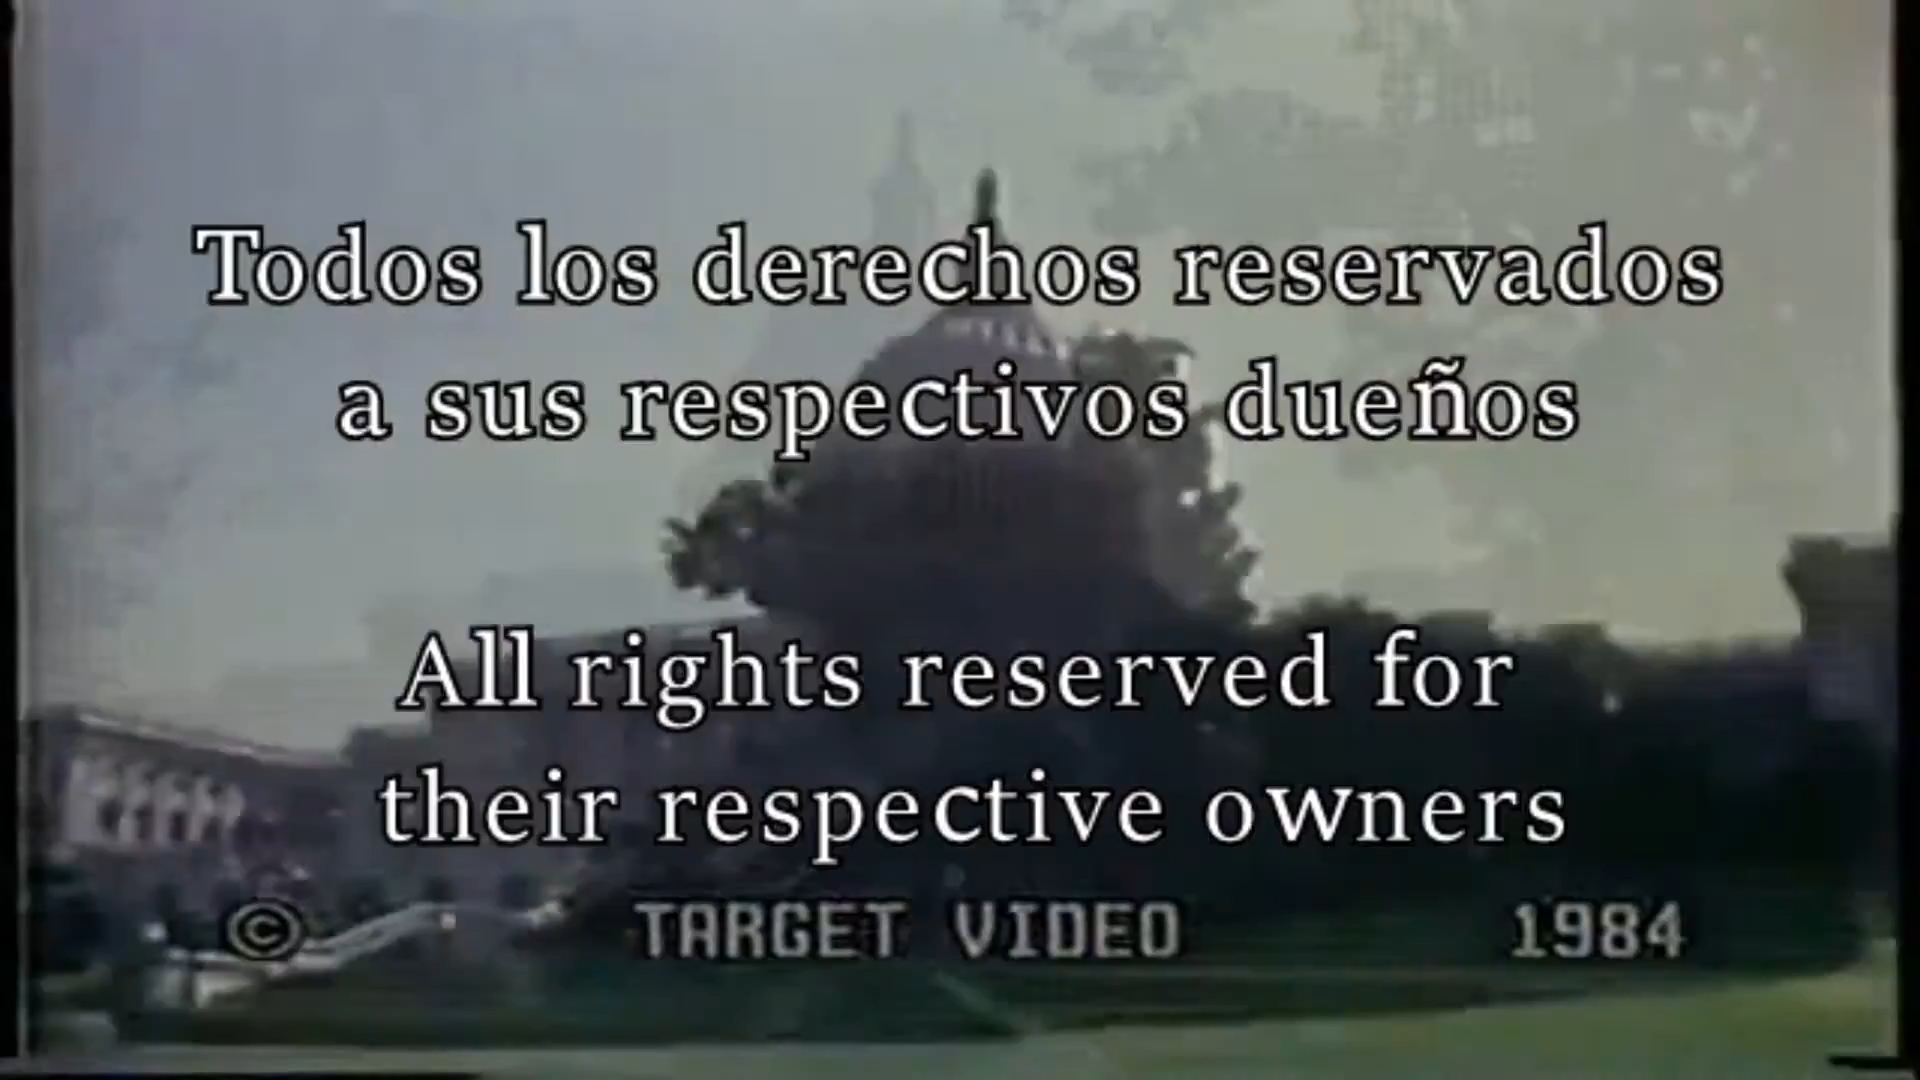 Todos los derechos reservados
a sus respectivos dueños
All rights reserved for
their respective owners
© TARGET VIDEO 1984